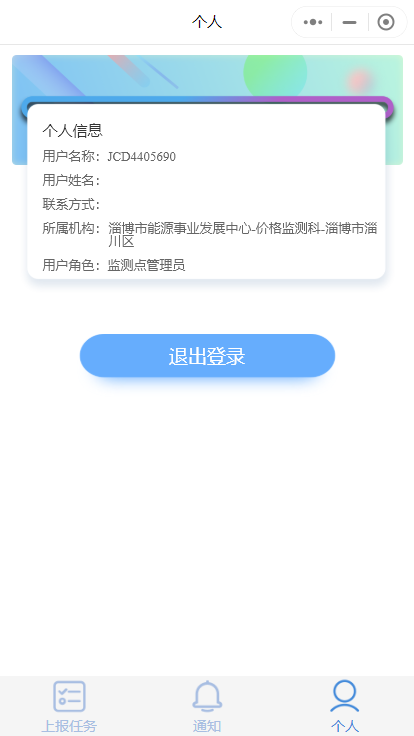 个人
个人信息
用户名称：JCD4405690
用户姓名：
联系方式：
所属机构：淄博市能源事业发展中心-价格监测科-淄博市淄
川区
用户角色：监测点管理员
退出登录
上报任务
通知
个人